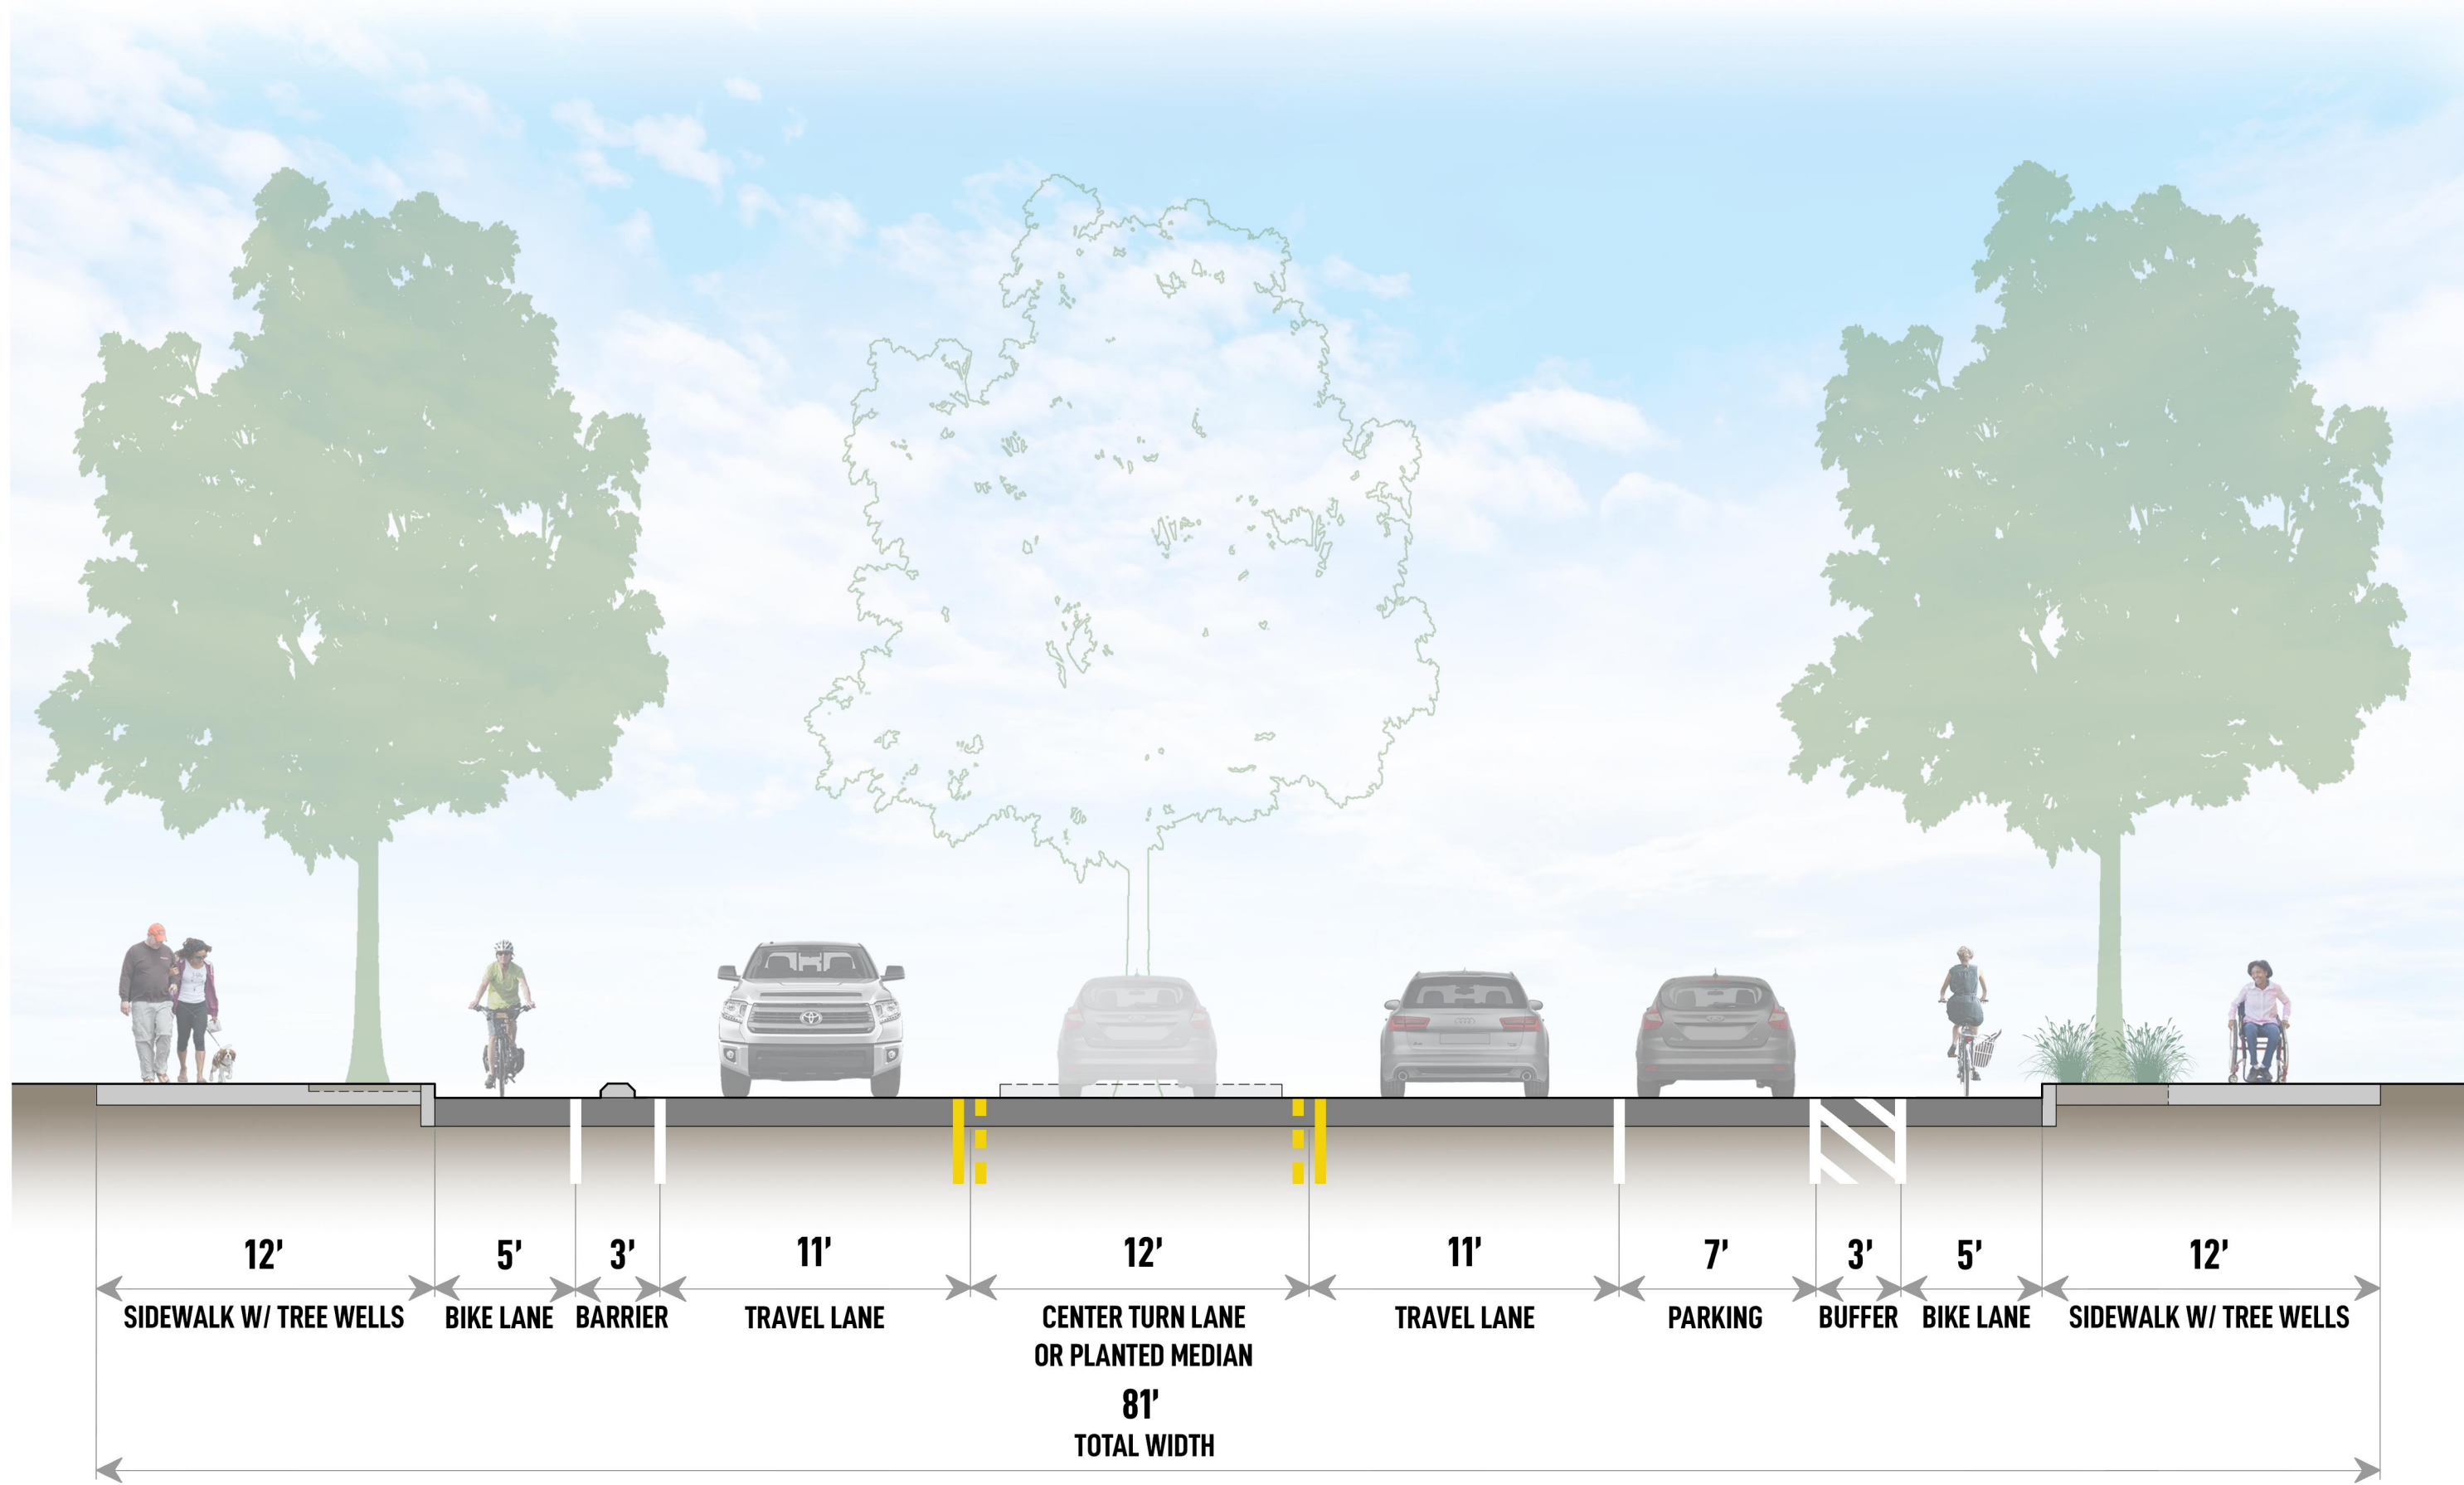 12'
5'
3'
11'
12'
11'
7'
3'
5'
12'
SIDEWALK W/ TREE WELLS
BIKE LANE
BARRIER
TRAVEL LANE
CENTER TURN LANE
OR PLANTED MEDIAN
TRAVEL LANE
PARKING
BUFFER
BIKE LANE
SIDEWALK W/ TREE WELLS
81'
TOTAL WIDTH